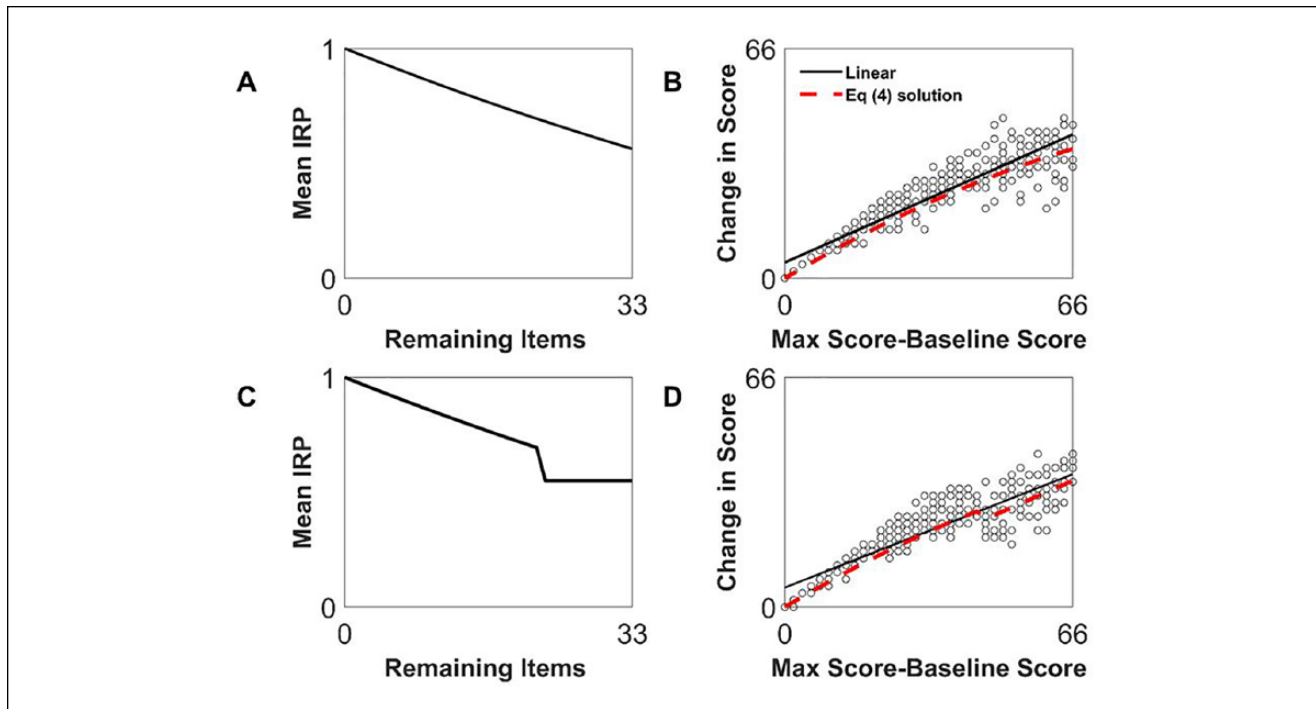 A
1
Mean IRP
0
0
33
Remaining Items
B
66
Linear
Eq (4) solution
Change in Score
0
0
66
Max Score-Baseline Score
C
1
Mean IRP
0
0
33
Remaining Items
D
66
Change in Score
0
0
66
Max Score-Baseline Score